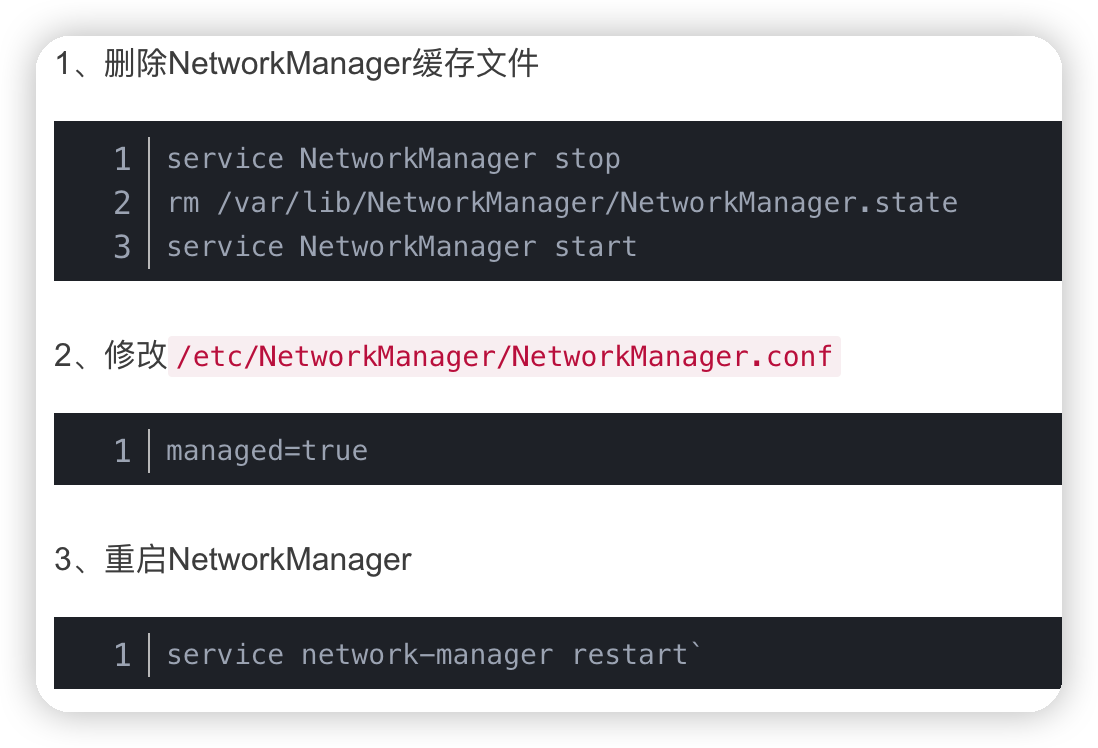 1、删除NetworkManager缓存文件
1 service NetworkManager stop
2 rm /var/lib/NetworkManager/NetworkManager.state
3 service NetworkManager start
2、修改/etc/NetworkManager/NetworkManager.conf
1 managed=true
3、重启NetworkManager
1 service network-manager restart`